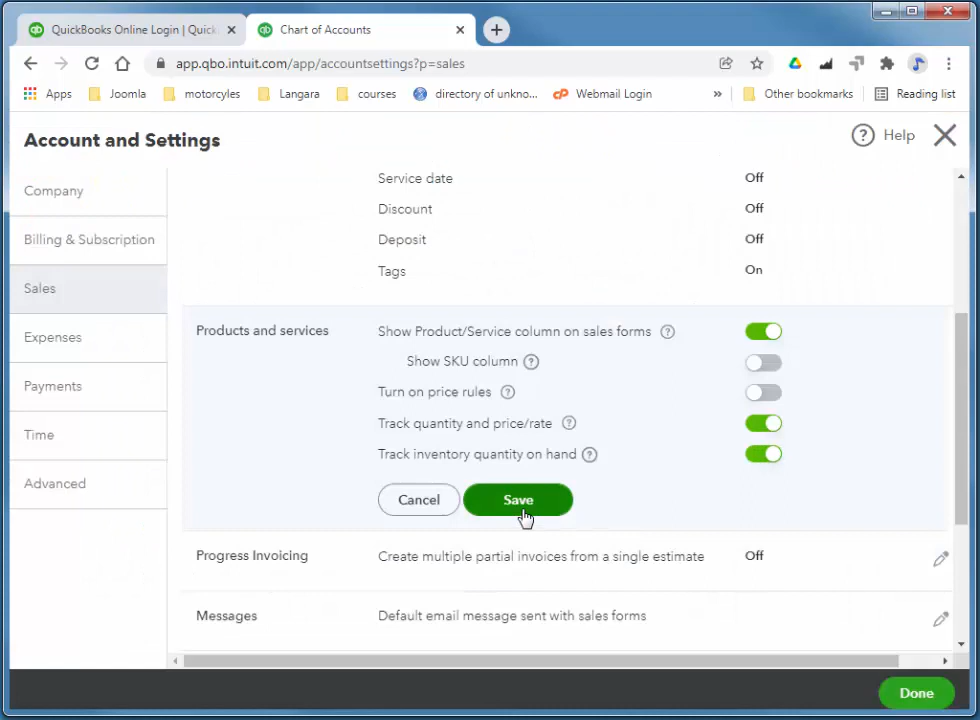 QuickBooks Online Login | Quick
Chart of Accounts
app.qbo.intuit.com/app/accountsettings?p=sales
Apps
Joomla
motorcyles
Langara
courses
directory of unkno...
cP
Webmail Login
»
Other bookmarks
Reading list
Account and Settings
? Help
Company
Billing & Subscription
Sales
Expenses
Payments
Time
Advanced
Service date Off
Discount Off
Deposit Off
Tags On
Products and services
Show Product/Service column on sales forms ?
Show SKU column ?
Turn on price rules ?
Track quantity and price/rate ?
Track inventory quantity on hand ?
Cancel Save
Progress Invoicing Create multiple partial invoices from a single estimate Off
Messages Default email message sent with sales forms
Done